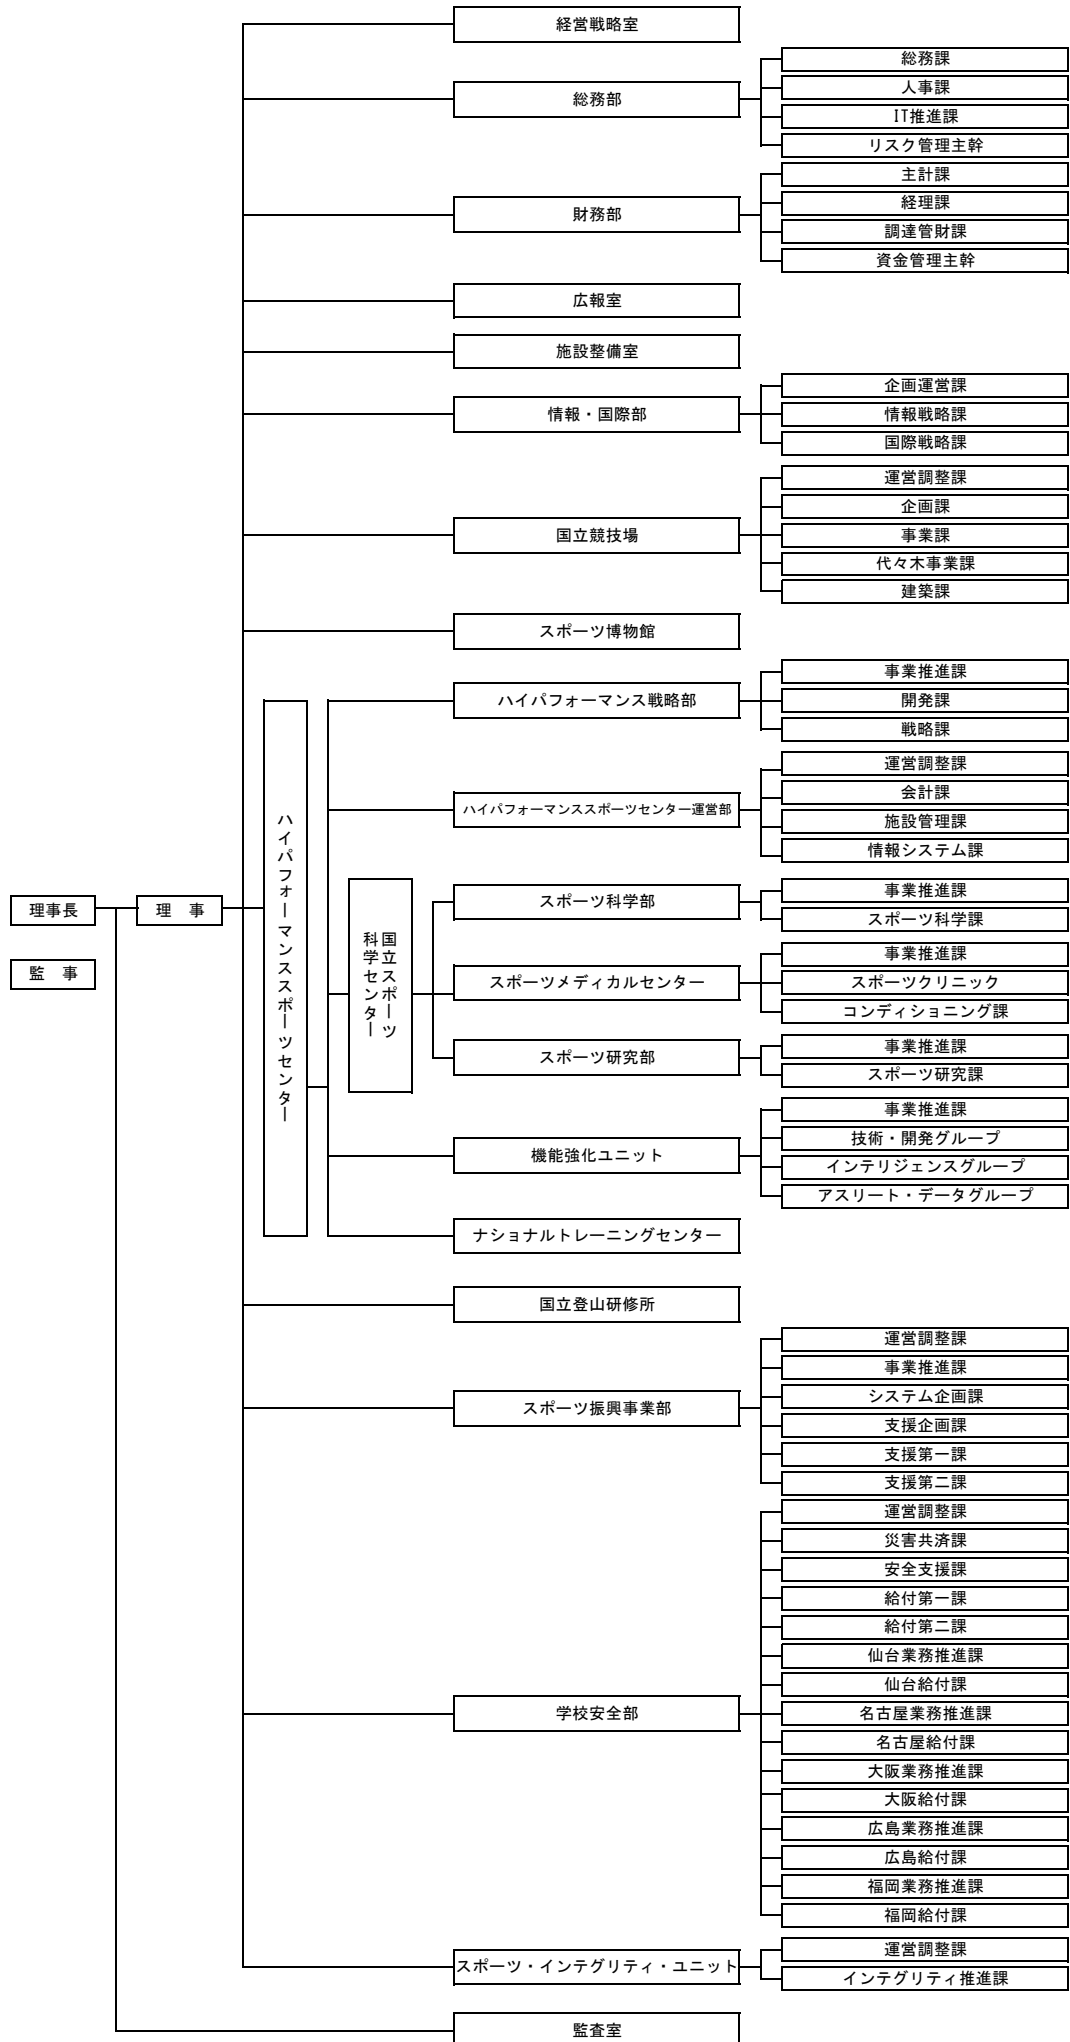 経営戦略室
総務部
総務課
人事課
IT推進課
リスク管理主幹
財務部
主計課
経理課
調達管財課
資金管理主幹
広報室
施設整備室
情報・国際部
企画運営課
情報戦略課
国際戦略課
国立競技場
運営調整課
企画課
事業課
代々木事業課
建築課
スポーツ博物館
理事長
理　事
監　事
ハイパフォーマンススポーツセンター
ハイパフォーマンス戦略部
事業推進課
開発課
戦略課
ハイパフォーマンススポーツセンター運営部
運営調整課
会計課
施設管理課
情報システム課
国立スポーツ
科学センター
スポーツ科学部
事業推進課
スポーツ科学課
スポーツメディカルセンター
事業推進課
スポーツクリニック
コンディショニング課
スポーツ研究部
事業推進課
スポーツ研究課
機能強化ユニット
事業推進課
技術・開発グループ
インテリジェンスグループ
アスリート・データグループ
ナショナルトレーニングセンター
国立登山研修所
スポーツ振興事業部
運営調整課
事業推進課
システム企画課
支援企画課
支援第一課
支援第二課
学校安全部
運営調整課
災害共済課
安全支援課
給付第一課
給付第二課
仙台業務推進課
仙台給付課
名古屋業務推進課
名古屋給付課
大阪業務推進課
大阪給付課
広島業務推進課
広島給付課
福岡業務推進課
福岡給付課
スポーツ・インテグリティ・ユニット
運営調整課
インテグリティ推進課
監査室